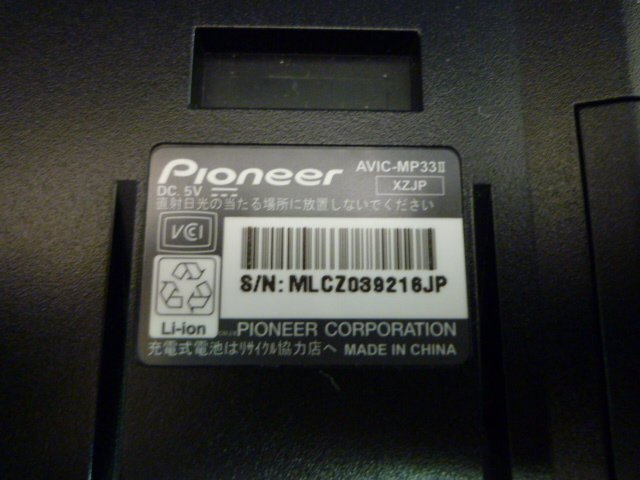 Pioneer
AVIC-MP33Ⅱ
DC. 5V
XZJP
直射日光の当たる場所に放置しないでください
VCCI
S/N: MLCZ039216JP
Li-ion
PIONEER CORPORATION
充電式電池はリサイクル協力店へ MADE IN CHINA